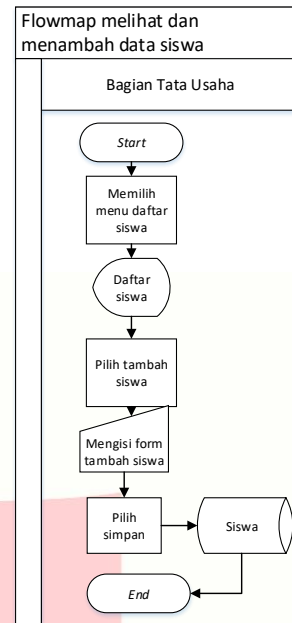 Flowmap melihat dan
menambah data siswa
Bagian Tata Usaha
Start
Memilih
menu daftar
siswa
Daftar
siswa
Pilih tambah
siswa
Mengisi form
tambah siswa
Pilih
simpan
Siswa
End